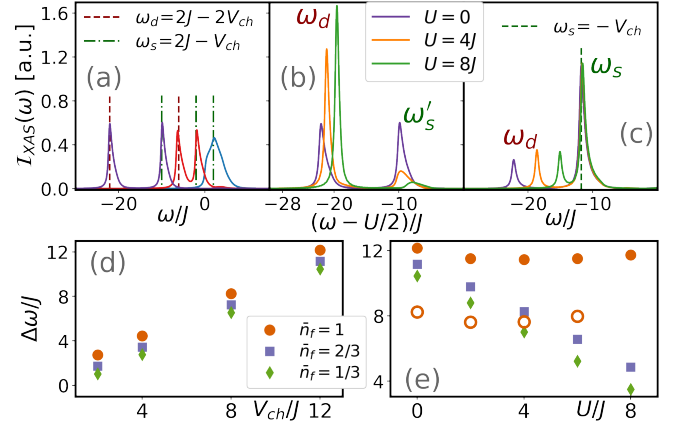 1.6
1.2
0.8
0.4
0.0
I_XAS(ω) [a.u.]
ω_d=2J−2V_ch
ω_s=2J−V_ch
(a)
−20 0
ω/J
ω_d
(b)
ω_s′
U=0
U=4J
U=8J
−28 −20 −10
(ω−U/2)/J
ω_s=−V_ch
ω_s
(c)
ω_d
−20 −10
ω/J
12
8
4
0
Δω/J
(d)
n̄_f=1
n̄_f=2/3
n̄_f=1/3
4 8 V_ch/J 12
12
8
4
(e)
0 4 U/J 8